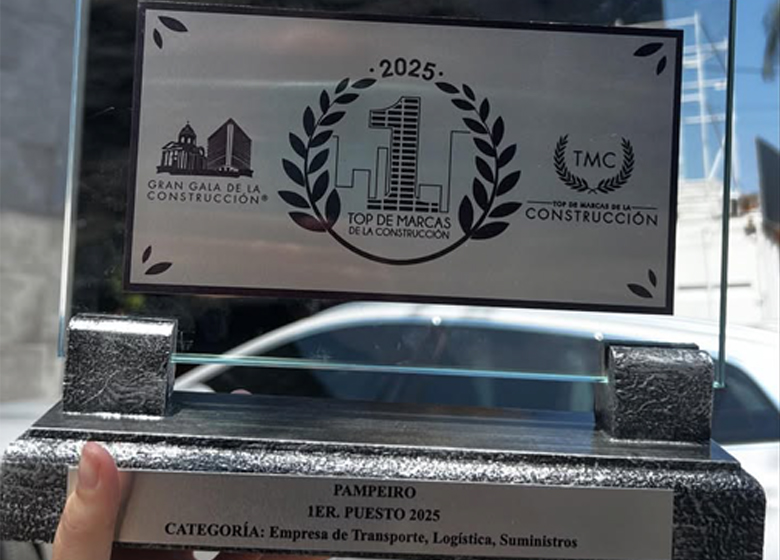 · 2025 ·
1
GRAN GALA DE LA
CONSTRUCCIÓN®
TOP DE MARCAS
DE LA CONSTRUCCIÓN
TMC
TOP DE MARCAS DE LA
CONSTRUCCIÓN
PAMPEIRO
1ER. PUESTO 2025
CATEGORÍA: Empresa de Transporte, Logística, Suministros